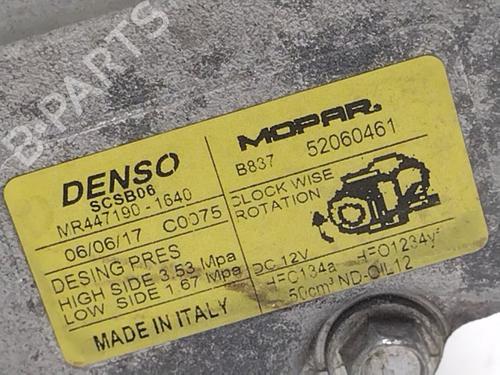 B-PARTS
DENSO
SCSB06
MR447190-1640
06/06/17 C0075
DESING PRES
HIGH SIDE 3.53 Mpa
LOW SIDE 1.67 Mpa
MADE IN ITALY
MOPAR
B837 52060461
CLOCK WISE
ROTATION
DC 12V
HFC134a HFO1234yf
50cm³ ND-OIL12